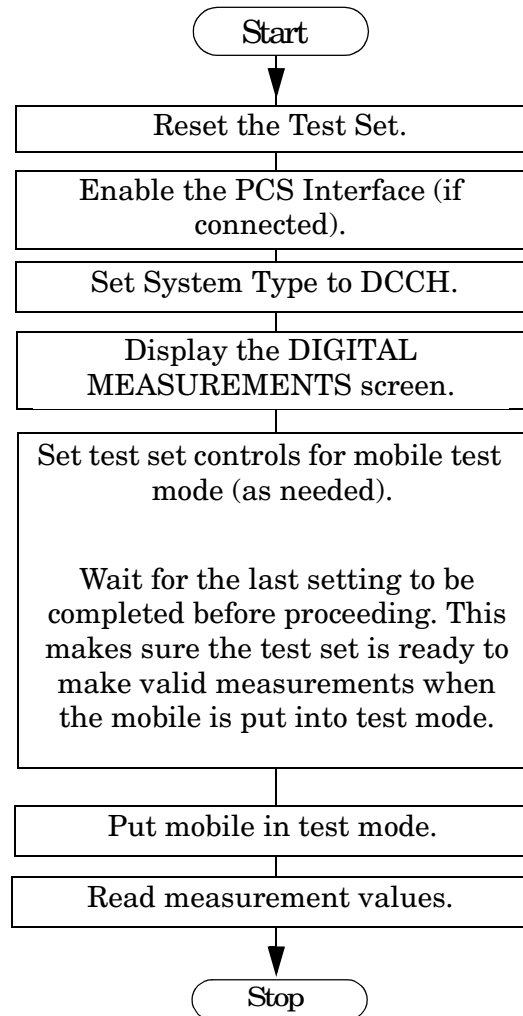 Start
Reset the Test Set.
Enable the PCS Interface (if
connected).
Set System Type to DCCH.
Display the DIGITAL
MEASUREMENTS screen.
Set test set controls for mobile test
mode (as needed).
Wait for the last setting to be
completed before proceeding. This
makes sure the test set is ready to
make valid measurements when
the mobile is put into test mode.
Put mobile in test mode.
Read measurement values.
Stop